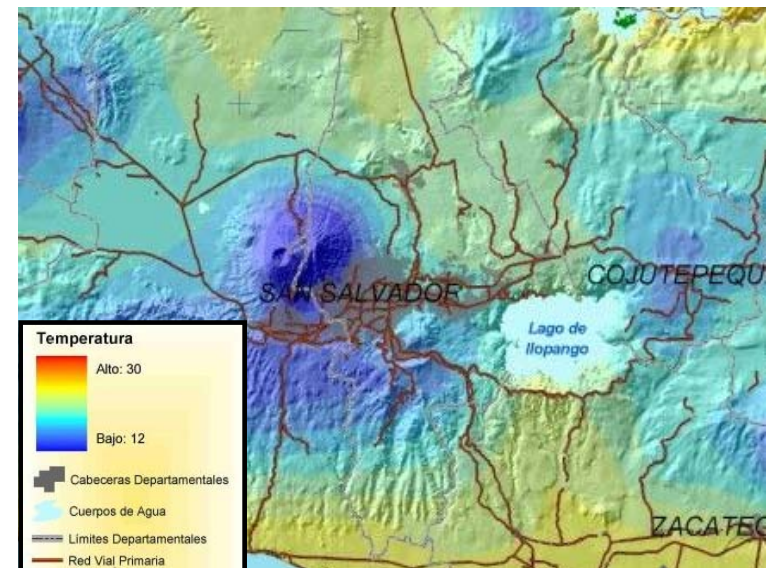 SAN SALVADOR
COJUTEPEQU
Lago de
Ilopango
ZACATEC
Temperatura
Alto: 30
Bajo: 12
Cabeceras Departamentales
Cuerpos de Agua
Límites Departamentales
Red Vial Primaria